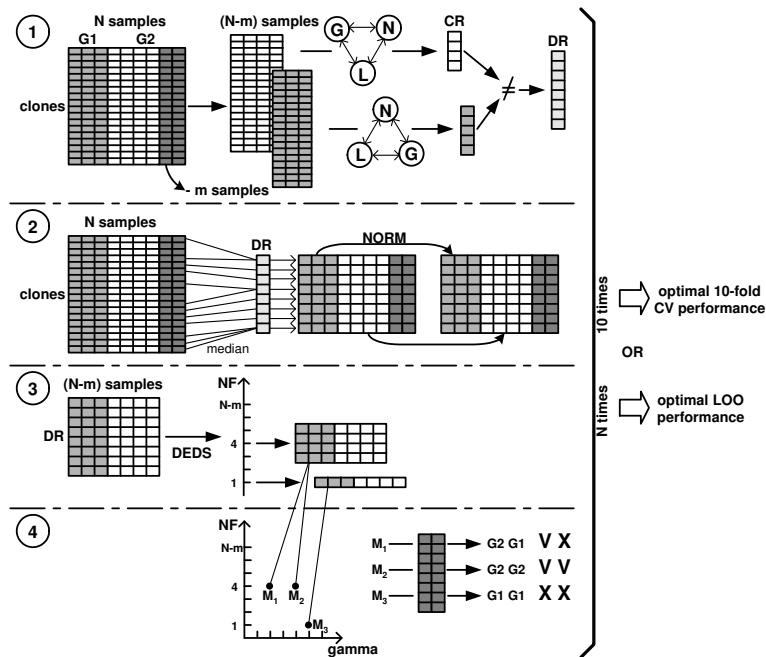 1
N samples
G1 G2
clones
- m samples
(N-m) samples
G N
L
N
L G
CR
≠
DR
2
N samples
clones
median
DR
NORM
3
(N-m) samples
DR
DEDS
NF
N-m
4
1
4
NF
N-m
4
1
M1
M2
M3
gamma
M1
M2
M3
G2 G1 V X
G2 G2 V V
G1 G1 X X
10 times
optimal 10-fold
CV performance
OR
N times
optimal LOO
performance